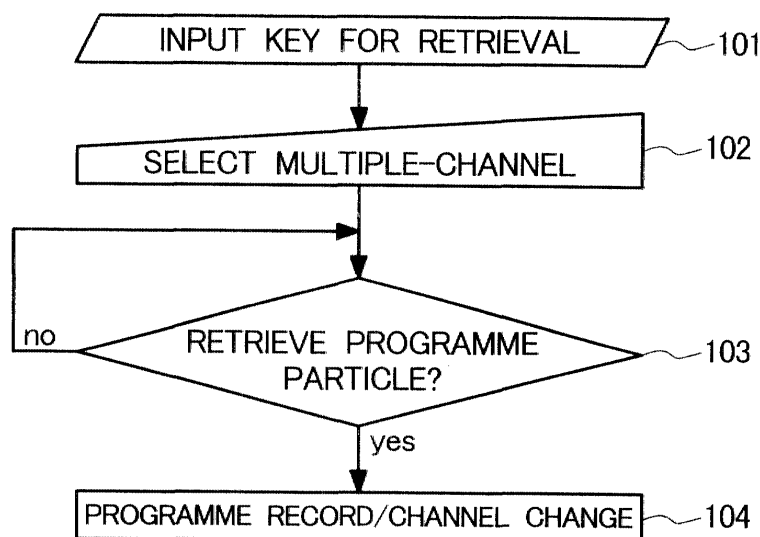 INPUT KEY FOR RETRIEVAL
101
SELECT MULTIPLE-CHANNEL
102
no
RETRIEVE PROGRAMME
PARTICLE?
103
yes
PROGRAMME RECORD/CHANNEL CHANGE
104